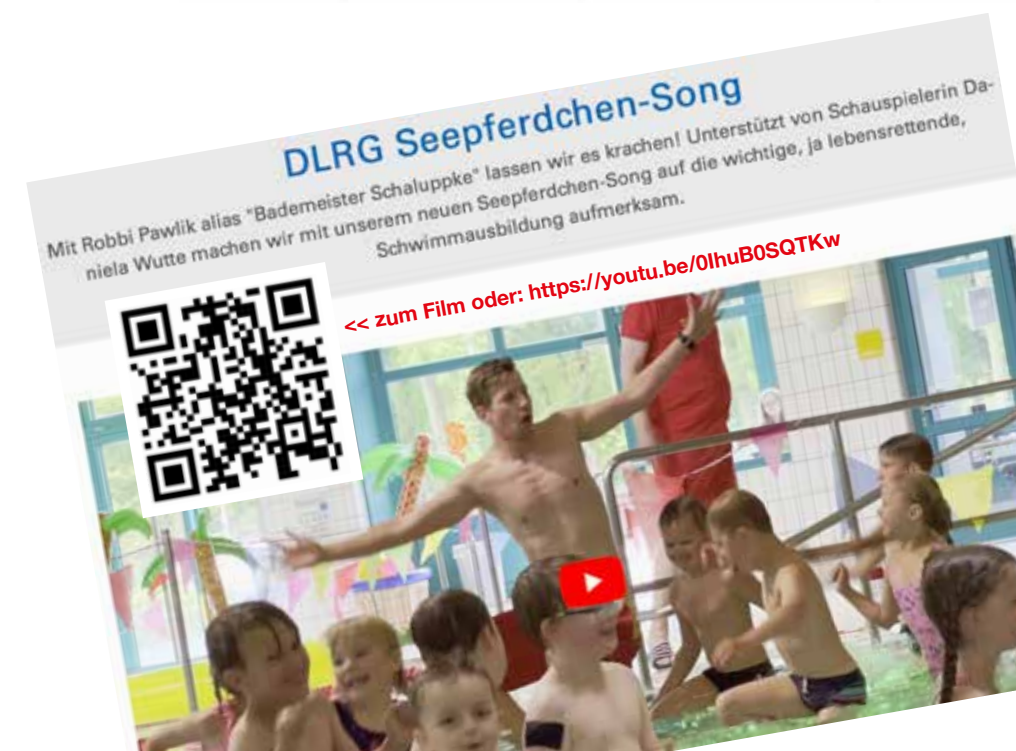 DLRG Seepferdchen-Song
Mit Robbi Pawlik alias "Bademeister Schaluppke" lassen wir es krachen! Unterstützt von Schauspielerin Da-
niela Wutte machen wir mit unserem neuen Seepferdchen-Song auf die wichtige, ja lebensrettende,
Schwimmausbildung aufmerksam.
<< zum Film oder: https://youtu.be/0IhuB0SQTKw